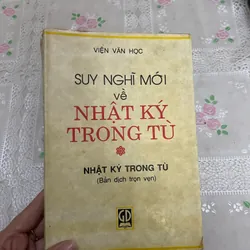 VIỆN VĂN HỌC
SUY NGHĨ MỚI
về
NHẬT KÝ
TRONG TÙ
NHẬT KÝ TRONG TÙ
(Bản dịch trọn vẹn)
GD